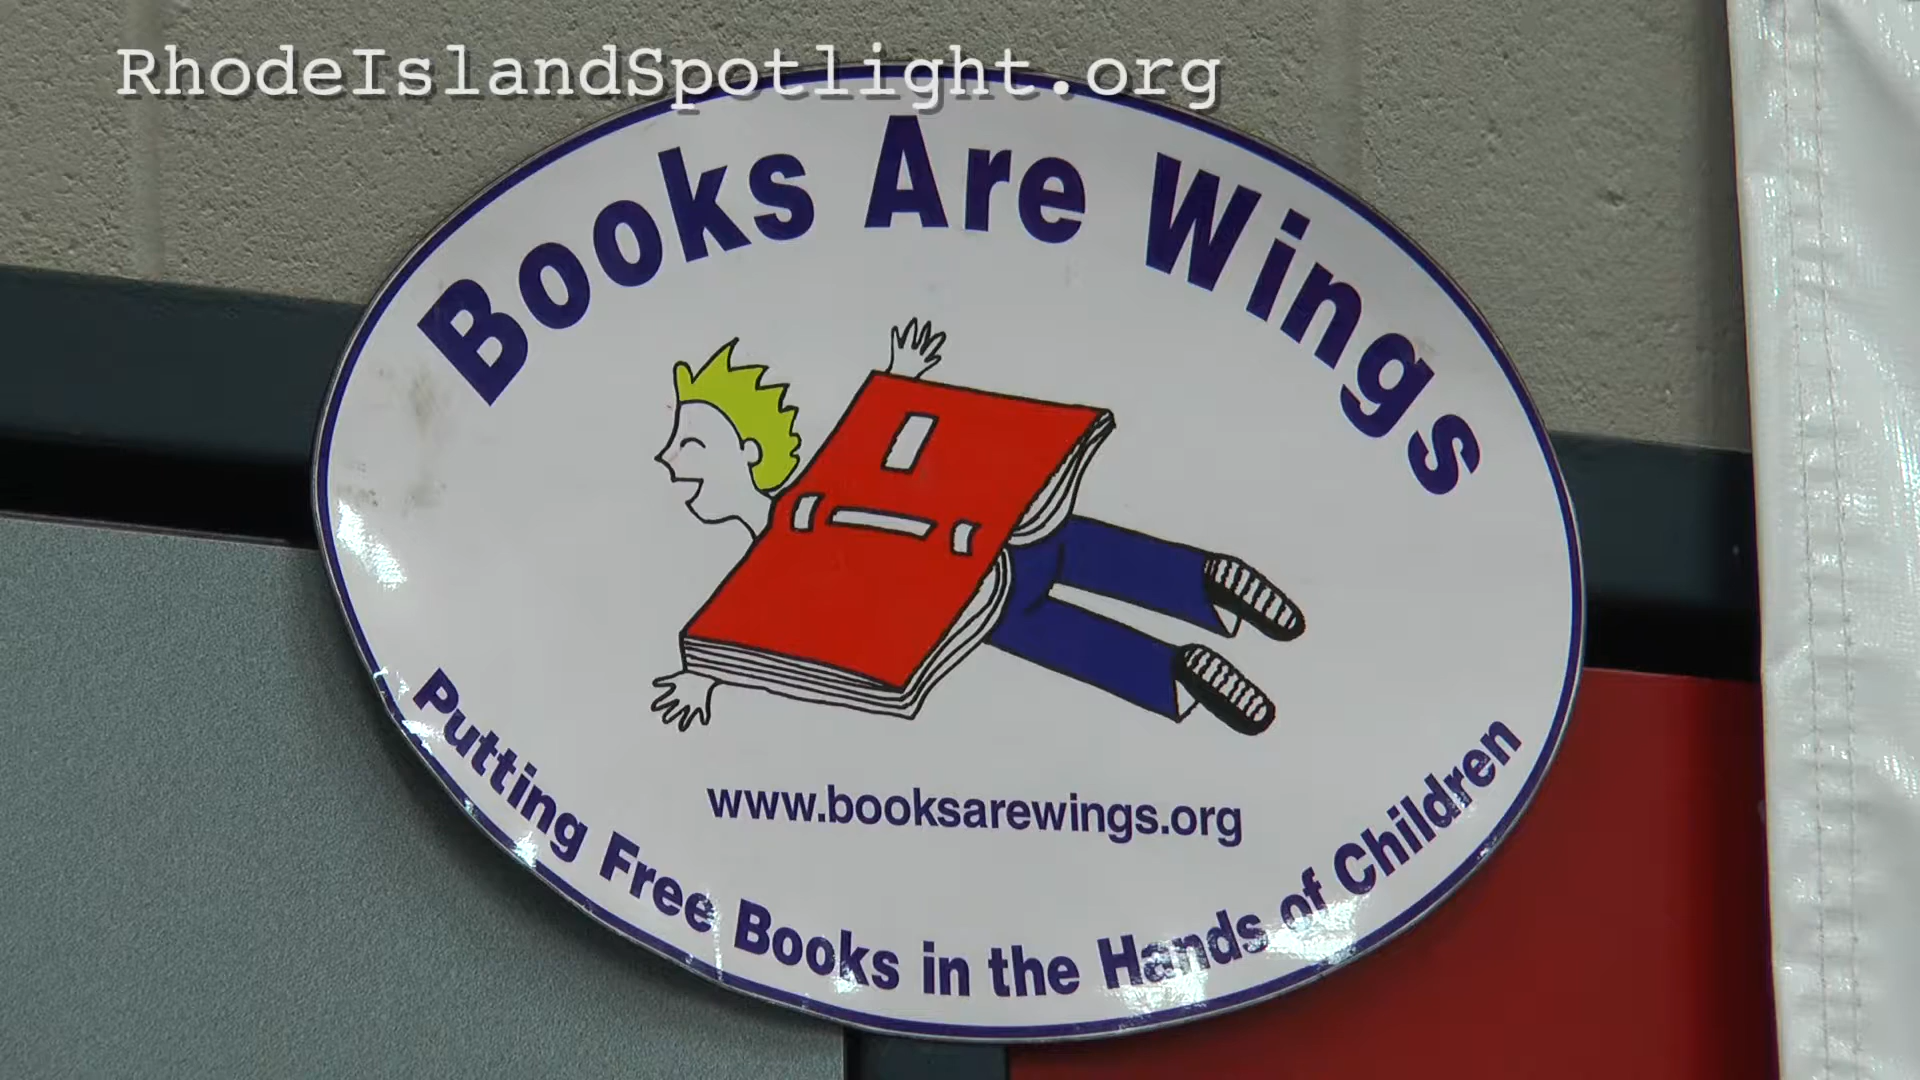 RhodeIslandSpotlight.org
Books Are Wings
www.booksarewings.org
Putting Free Books in the Hands of Children